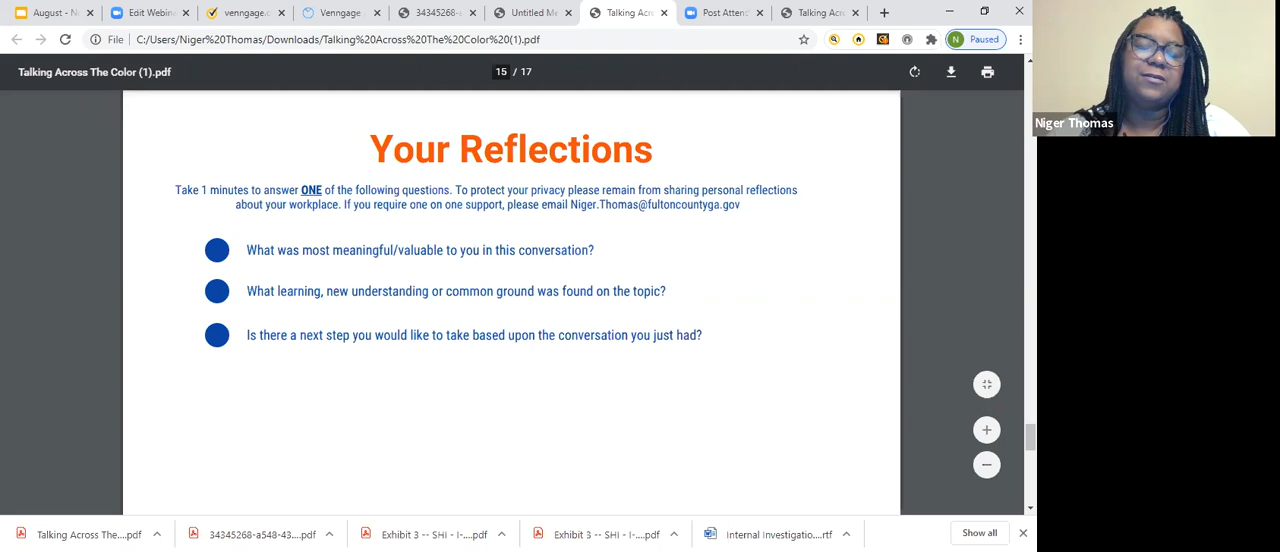 August - Ne
Edit Webina
venngage.c
Venngage
34345268-a
Untitled Me
Talking Acro
Post Attend
Talking Acro
File
C:/Users/Niger%20Thomas/Downloads/Talking%20Across%20The%20Color%20(1).pdf
N
Paused
Talking Across The Color (1).pdf
15 / 17
Niger Thomas
Your Reflections
Take 1 minutes to answer ONE of the following questions. To protect your privacy please remain from sharing personal reflections
about your workplace. If you require one on one support, please email Niger.Thomas@fultoncountyga.gov
What was most meaningful/valuable to you in this conversation?
What learning, new understanding or common ground was found on the topic?
Is there a next step you would like to take based upon the conversation you just had?
Talking Across The....pdf
34345268-a548-43....pdf
Exhibit 3 -- SHI - I-....pdf
Exhibit 3 -- SHI - I-....pdf
Internal Investigatio....rtf
Show all